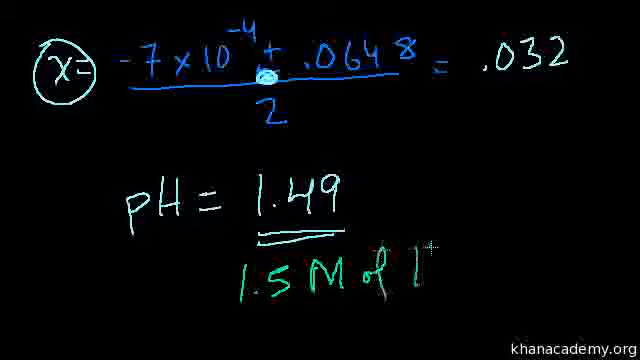 x = -7 x 10^-4 + .0648 / 2 = .032
pH = 1.49
1.5 M of
khanacademy.org